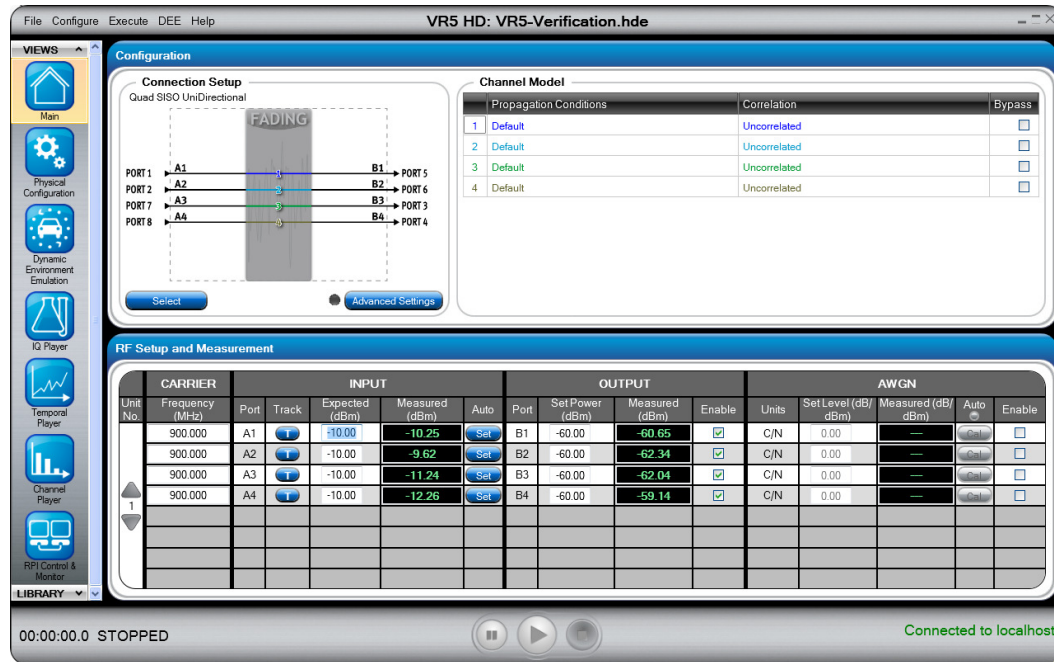 File Configure Execute DEE Help VR5 HD: VR5-Verification.hde
VIEWS
Main
Physical
Configuration
Dynamic
Environment
Emulation
IQ Player
Temporal
Player
Channel
Player
RPI Control &
Monitor
LIBRARY
Configuration
Connection Setup
Quad SISO UniDirectional
FADING
PORT 1 A1 1 B1 PORT 5
PORT 2 A2 2 B2 PORT 6
PORT 7 A3 3 B3 PORT 3
PORT 8 A4 4 B4 PORT 4
Select Advanced Settings
Channel Model
Propagation Conditions Correlation Bypass
1 Default Uncorrelated
2 Default Uncorrelated
3 Default Uncorrelated
4 Default Uncorrelated
RF Setup and Measurement
CARRIER INPUT OUTPUT AWGN
Unit No. Frequency (MHz) Port Track Expected (dBm) Measured (dBm) Auto Port Set Power (dBm) Measured (dBm) Enable Units Set Level (dB/ dBm) Measured (dB/ dBm) Auto Enable
900.000 A1 T -10.00 -10.25 Set B1 -60.00 -60.65 C/N 0.00 — Cal
900.000 A2 T -10.00 -9.62 Set B2 -60.00 -62.34 C/N 0.00 — Cal
900.000 A3 T -10.00 -11.24 Set B3 -60.00 -62.04 C/N 0.00 — Cal
900.000 A4 T -10.00 -12.26 Set B4 -60.00 -59.14 C/N 0.00 — Cal
1
00:00:00.0 STOPPED Connected to localhost